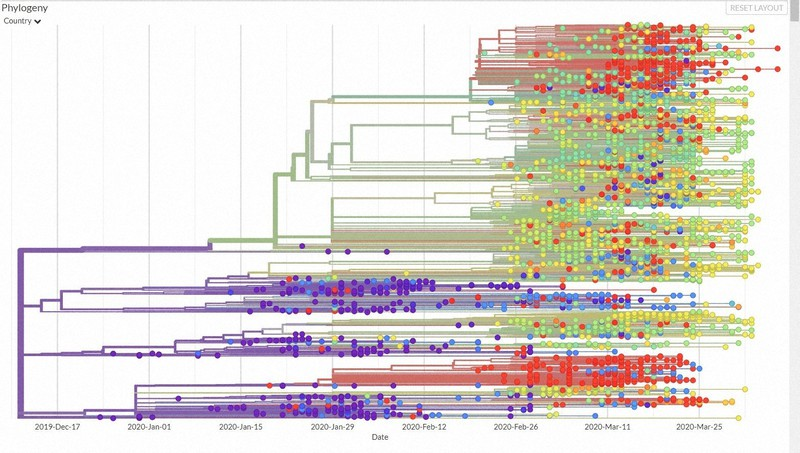 Phylogeny
RESET LAYOUT
Country
2019-Dec-17 2020-Jan-01 2020-Jan-15 2020-Jan-29 2020-Feb-12 2020-Feb-26 2020-Mar-11 2020-Mar-25
Date